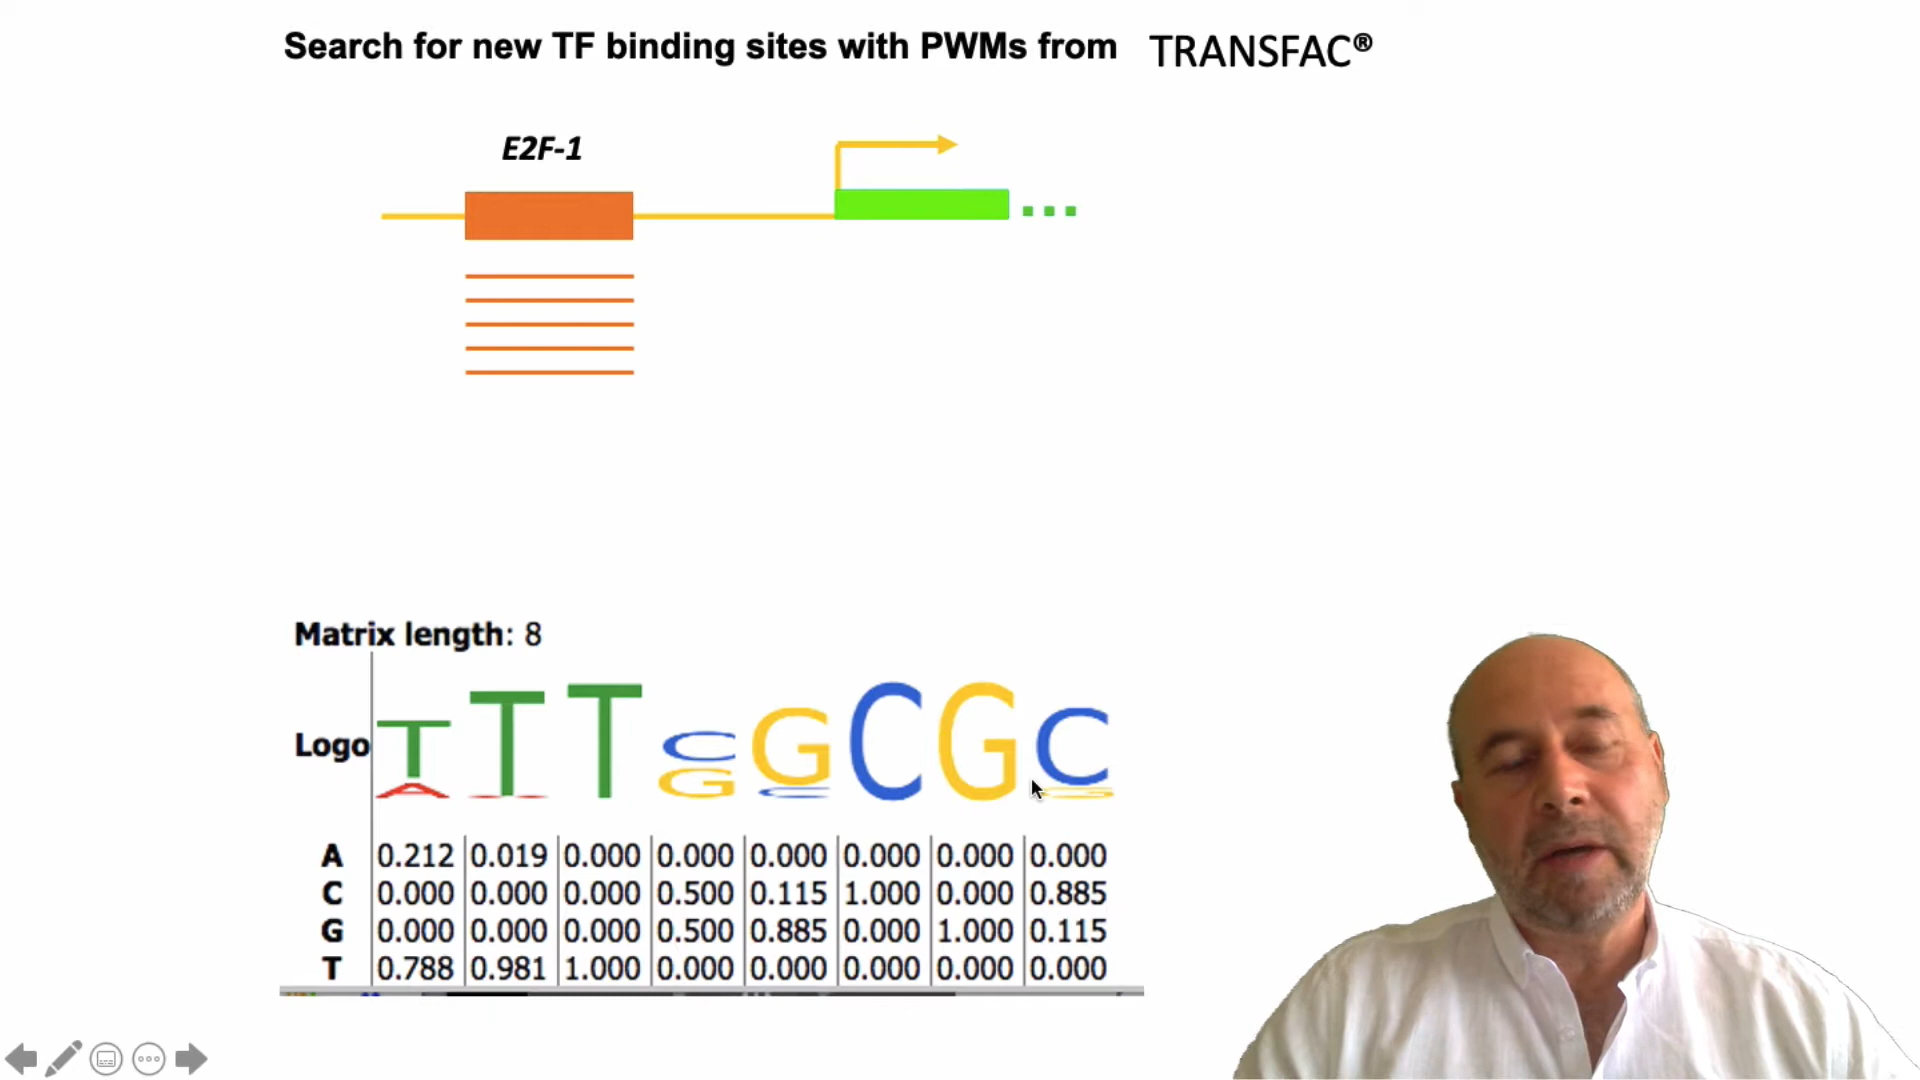 Search for new TF binding sites with PWMs from TRANSFAC®
E2F-1
Matrix length: 8
Logo T A T T C G G C C G C G
A 0.212 0.019 0.000 0.000 0.000 0.000 0.000 0.000
C 0.000 0.000 0.000 0.500 0.115 1.000 0.000 0.885
G 0.000 0.000 0.000 0.500 0.885 0.000 1.000 0.115
T 0.788 0.981 1.000 0.000 0.000 0.000 0.000 0.000